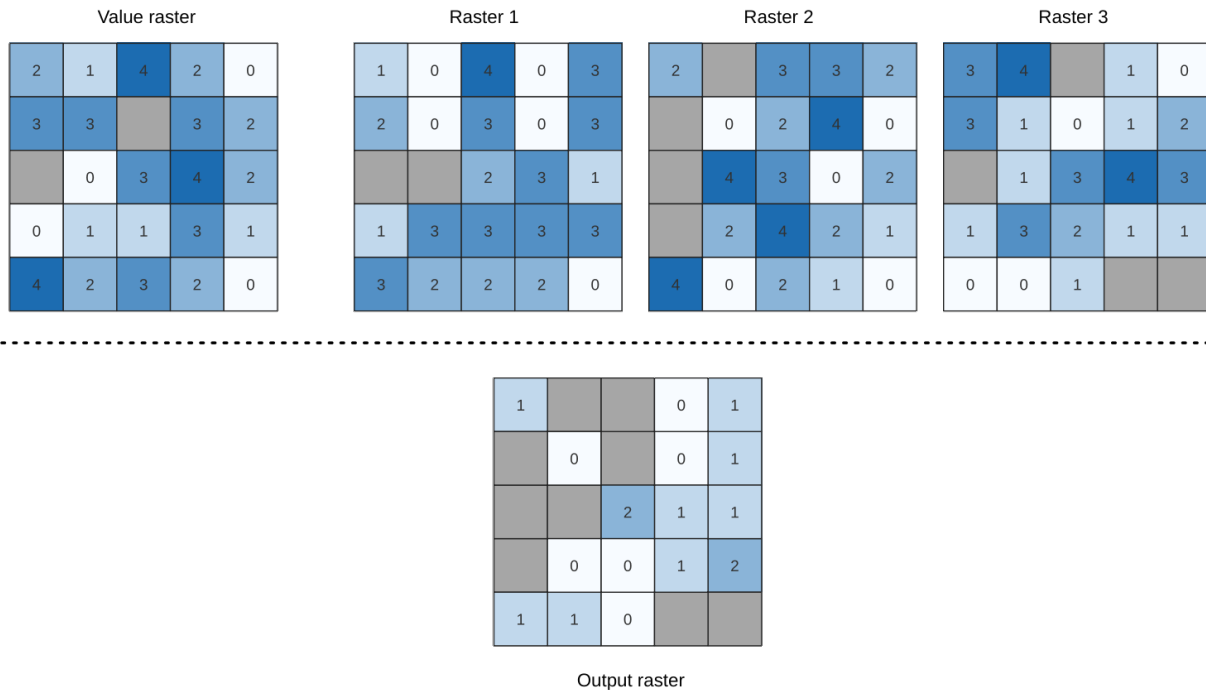 Value raster Raster 1 Raster 2 Raster 3
2 1 4 2 0 1 0 4 0 3 2 3 3 2 3 4 1 0
3 3 3 2 2 0 3 0 3 0 2 4 0 3 1 0 1 2
0 3 4 2 2 3 1 4 3 0 2 1 3 4 3
0 1 1 3 1 1 3 3 3 3 2 4 2 1 1 3 2 1 1
4 2 3 2 0 3 2 2 2 0 4 0 2 1 0 0 0 1
1 0 1
0 0 1
2 1 1
0 0 1 2
1 1 0
Output raster